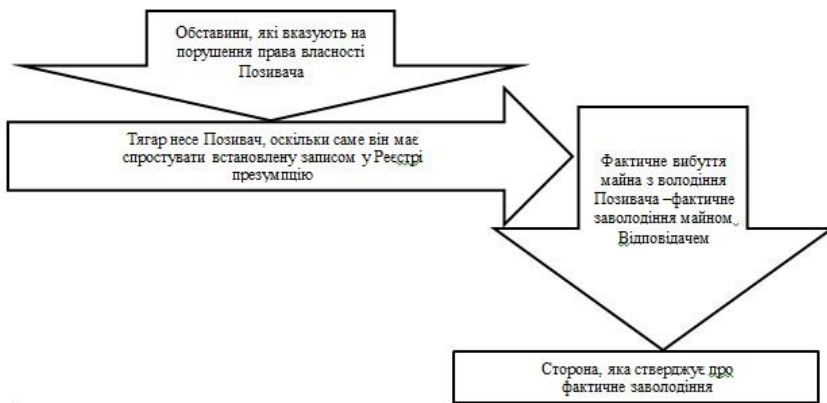 Обставини, які вказують на
порушення права власності
Позивача
Тягар несе Позивач, оскільки саме він має
спростувати встановлену записом у Реєстрі
презумпцію
Фактичне вибуття
майна з володіння
Позивача –фактичне
заволодіння майном
Відповідачем
Сторона, яка стверджує про
фактичне заволодіння